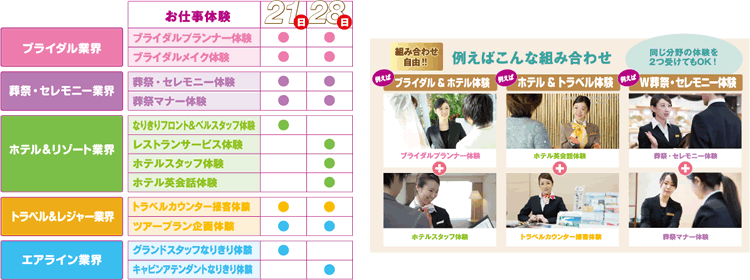 お仕事体験
21日
28日
ブライダル業界
ブライダルプランナー体験
ブライダルメイク体験
葬祭・セレモニー業界
葬祭・セレモニー体験
葬祭マナー体験
ホテル&リゾート業界
なりきりフロント&ベルスタッフ体験
レストランサービス体験
ホテルスタッフ体験
ホテル英会話体験
トラベル&レジャー業界
トラベルカウンター接客体験
ツアープラン企画体験
エアライン業界
グランドスタッフなりきり体験
キャビンアテンダントなりきり体験
組み合わせ
自由!!
例えばこんな組み合わせ
同じ分野の体験を
2つ受けてもOK!
例えば
ブライダル & ホテル体験
例えば
ホテル & トラベル体験
例えば
W葬祭・セレモニー体験
ブライダルプランナー体験
ホテル英会話体験
葬祭・セレモニー体験
+
+
+
ホテルスタッフ体験
トラベルカウンター接客体験
葬祭マナー体験